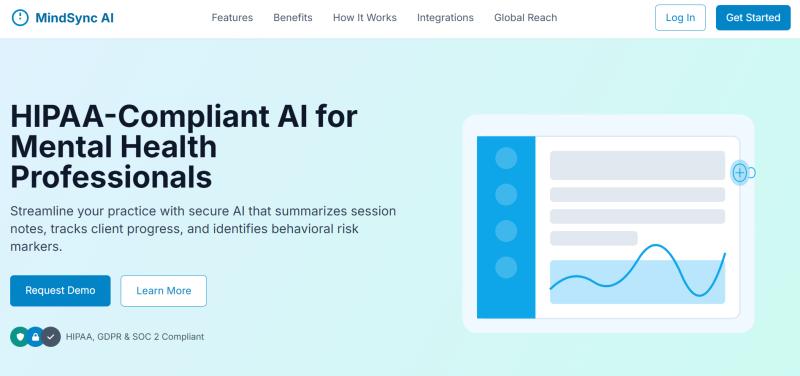 MindSync AI
Features
Benefits
How It Works
Integrations
Global Reach
Log In
Get Started
HIPAA-Compliant AI for
Mental Health
Professionals
Streamline your practice with secure AI that summarizes session
notes, tracks client progress, and identifies behavioral risk
markers.
Request Demo
Learn More
HIPAA, GDPR & SOC 2 Compliant